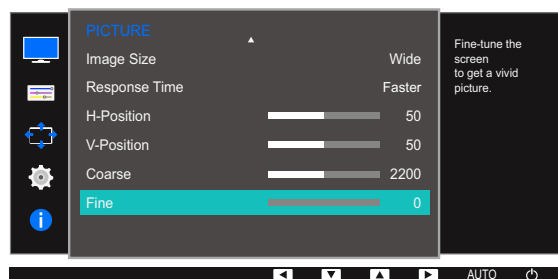 PICTURE
Image Size Wide
Response Time Faster
H-Position 50
V-Position 50
Coarse 2200
Fine 0
Fine-tune the
screen
to get a vivid
picture.
AUTO